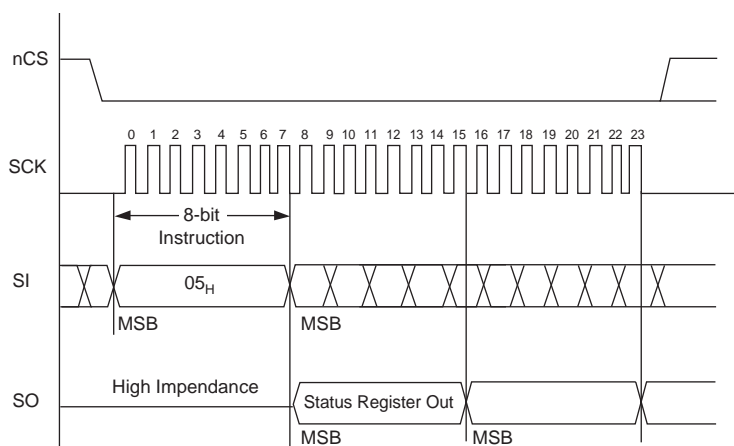 nCS
0 1 2 3 4 5 6 7 8 9 10 11 12 13 14 15 16 17 18 19 20 21 22 23
SCK
8-bit
Instruction
SI
05H
MSB
MSB
High Impendance
SO
Status Register Out
MSB
MSB